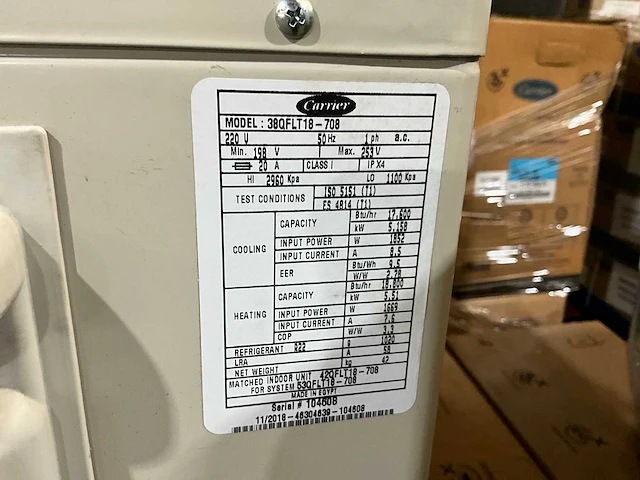 Carrier
MODEL : 38QFLT18-708
220 V 50Hz 1 ph a.c.
Min. 198 V Max. 253 V
20 A CLASS I IP X4
HI 2960 Kpa LO 1100 Kpa
TEST CONDITIONS ISO 5151 (T1)
ES 4814 (T1)
COOLING CAPACITY Btu/hr 17.600
kW 5.158
INPUT POWER W 1852
INPUT CURRENT A 8.5
EER Btu/Wh 9.5
W/W 2.78
HEATING CAPACITY Btu/hr 18.800
kW 5.51
INPUT POWER W 1669
INPUT CURRENT A 7.6
COP W/W 3.3
REFRIGERANT R22 g 1020
LRA A 58
NET WEIGHT kg 42
MATCHED INDOOR UNIT 42QFLT18-708
FOR SYSTEM 53QFLT18-708
MADE IN EGYPT
Serial # 104608
11/2018-46304639-104608